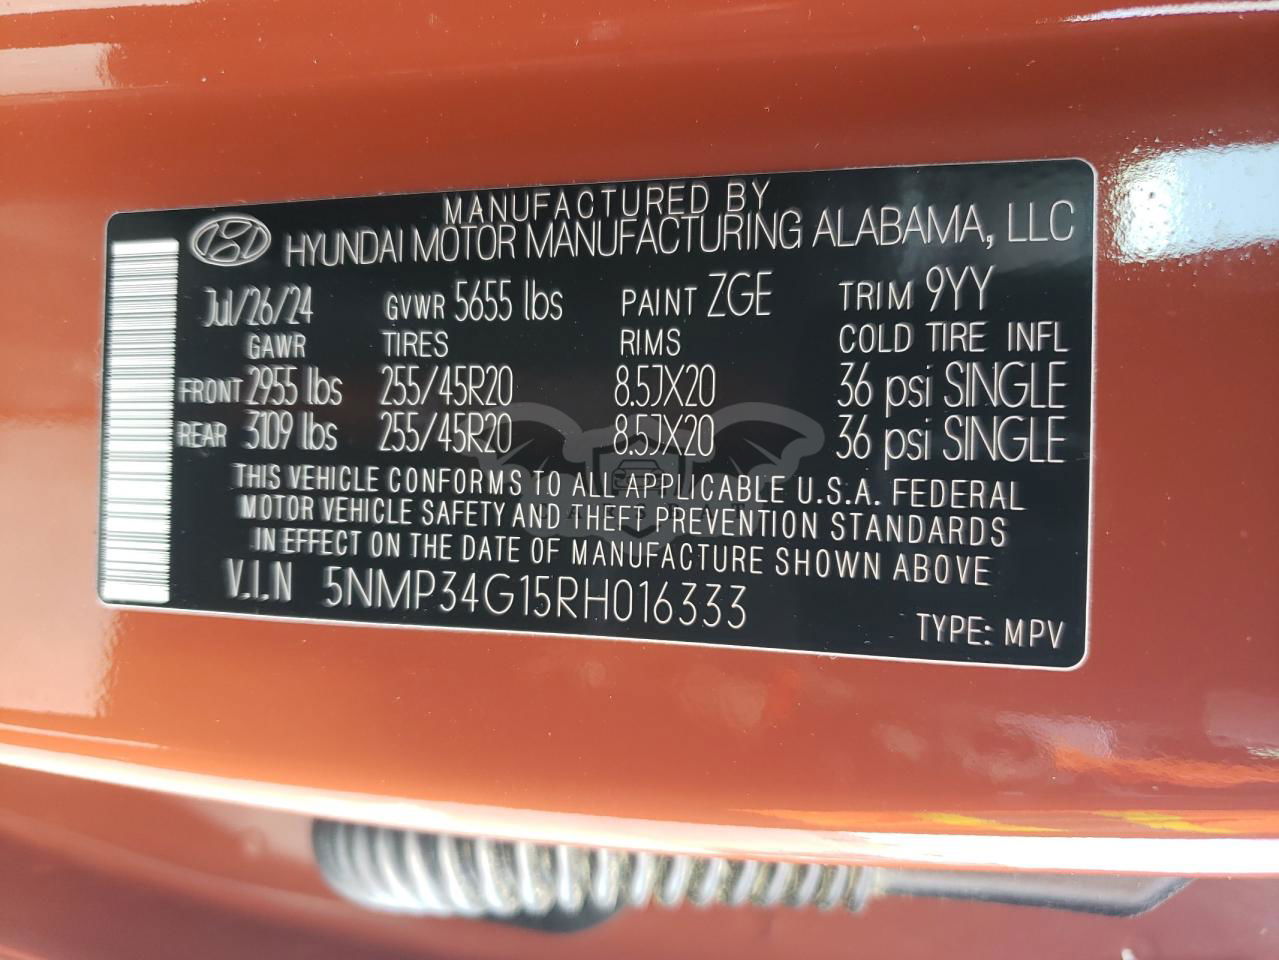 MANUFACTURED BY
HYUNDAI MOTOR MANUFACTURING ALABAMA, LLC
Jul/26/24 GVWR 5655 lbs PAINT ZGE TRIM 9YY
GAWR TIRES RIMS COLD TIRE INFL
FRONT 2955 lbs 255/45R20 8.5JX20 36 psi SINGLE
REAR 3109 lbs 255/45R20 8.5JX20 36 psi SINGLE
THIS VEHICLE CONFORMS TO ALL APPLICABLE U.S.A. FEDERAL
MOTOR VEHICLE SAFETY AND THEFT PREVENTION STANDARDS
IN EFFECT ON THE DATE OF MANUFACTURE SHOWN ABOVE
V.I.N 5NMP34G15RH016333
TYPE: MPV